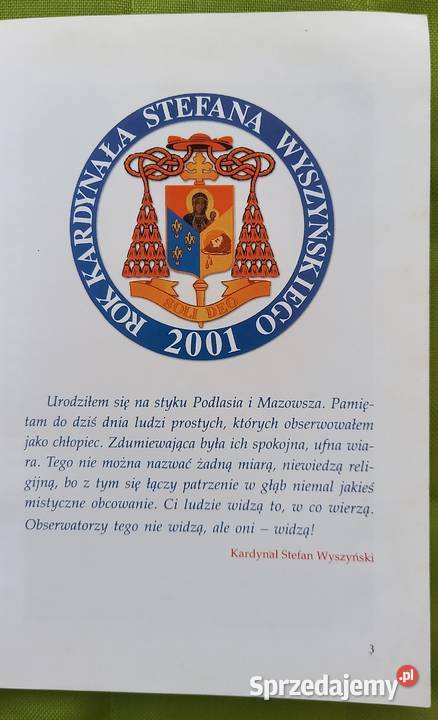 ROK KARDYNAŁA STEFANA WYSZYŃSKIEGO
2001
SOLI DEO
Urodziłem się na styku Podlasia i Mazowsza. Pamię-
tam do dziś dnia ludzi prostych, których obserwowałem
jako chłopiec. Zdumiewająca była ich spokojna, ufna wia-
ra. Tego nie można nazwać żadną miarą, niewiedzą reli-
gijną, bo z tym się łączy patrzenie w głąb niemal jakieś
mistyczne obcowanie. Ci ludzie widzą to, w co wierzą.
Obserwatorzy tego nie widzą, ale oni – widzą!
Kardynał Stefan Wyszyński
3
Sprzedajemy.pl